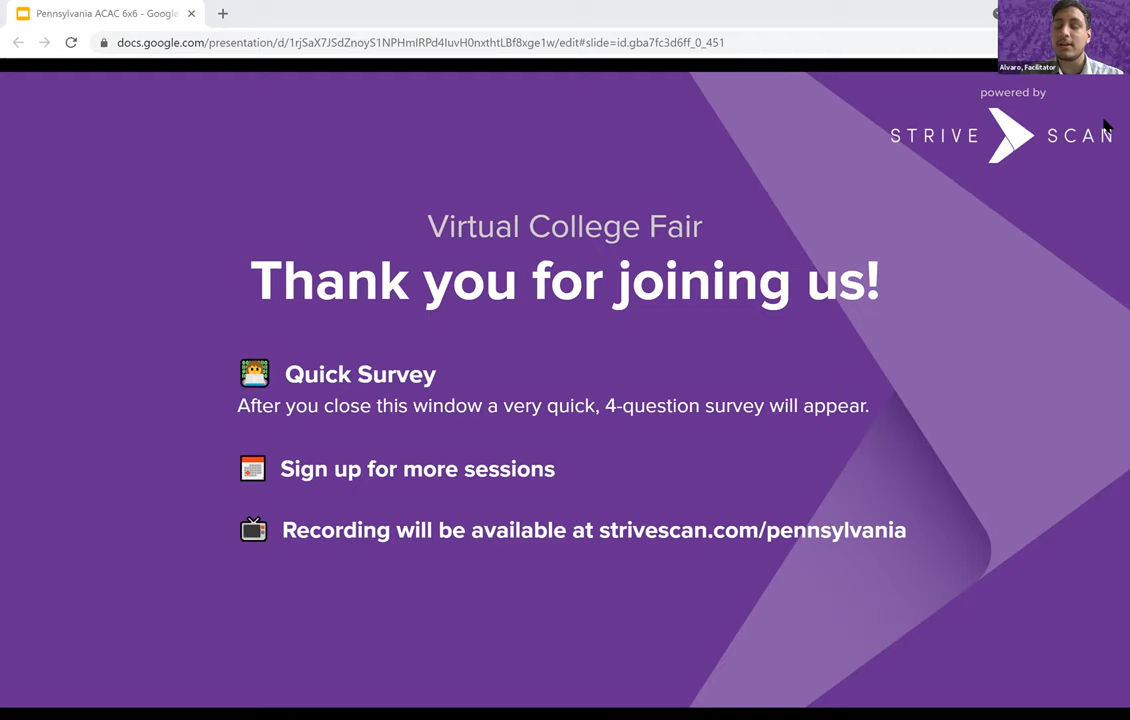 Pennsylvania ACAC 6x6 - Google
docs.google.com/presentation/d/1rjSaX7JSdZnoyS1NPHmIRPd4IuvH0nxthtLBf8xge1w/edit#slide=id.gba7fc3d6ff_0_451
Alvaro, Facilitator
powered by
STRIVE SCAN
Virtual College Fair
Thank you for joining us!
Quick Survey
After you close this window a very quick, 4-question survey will appear.
Sign up for more sessions
Recording will be available at strivescan.com/pennsylvania